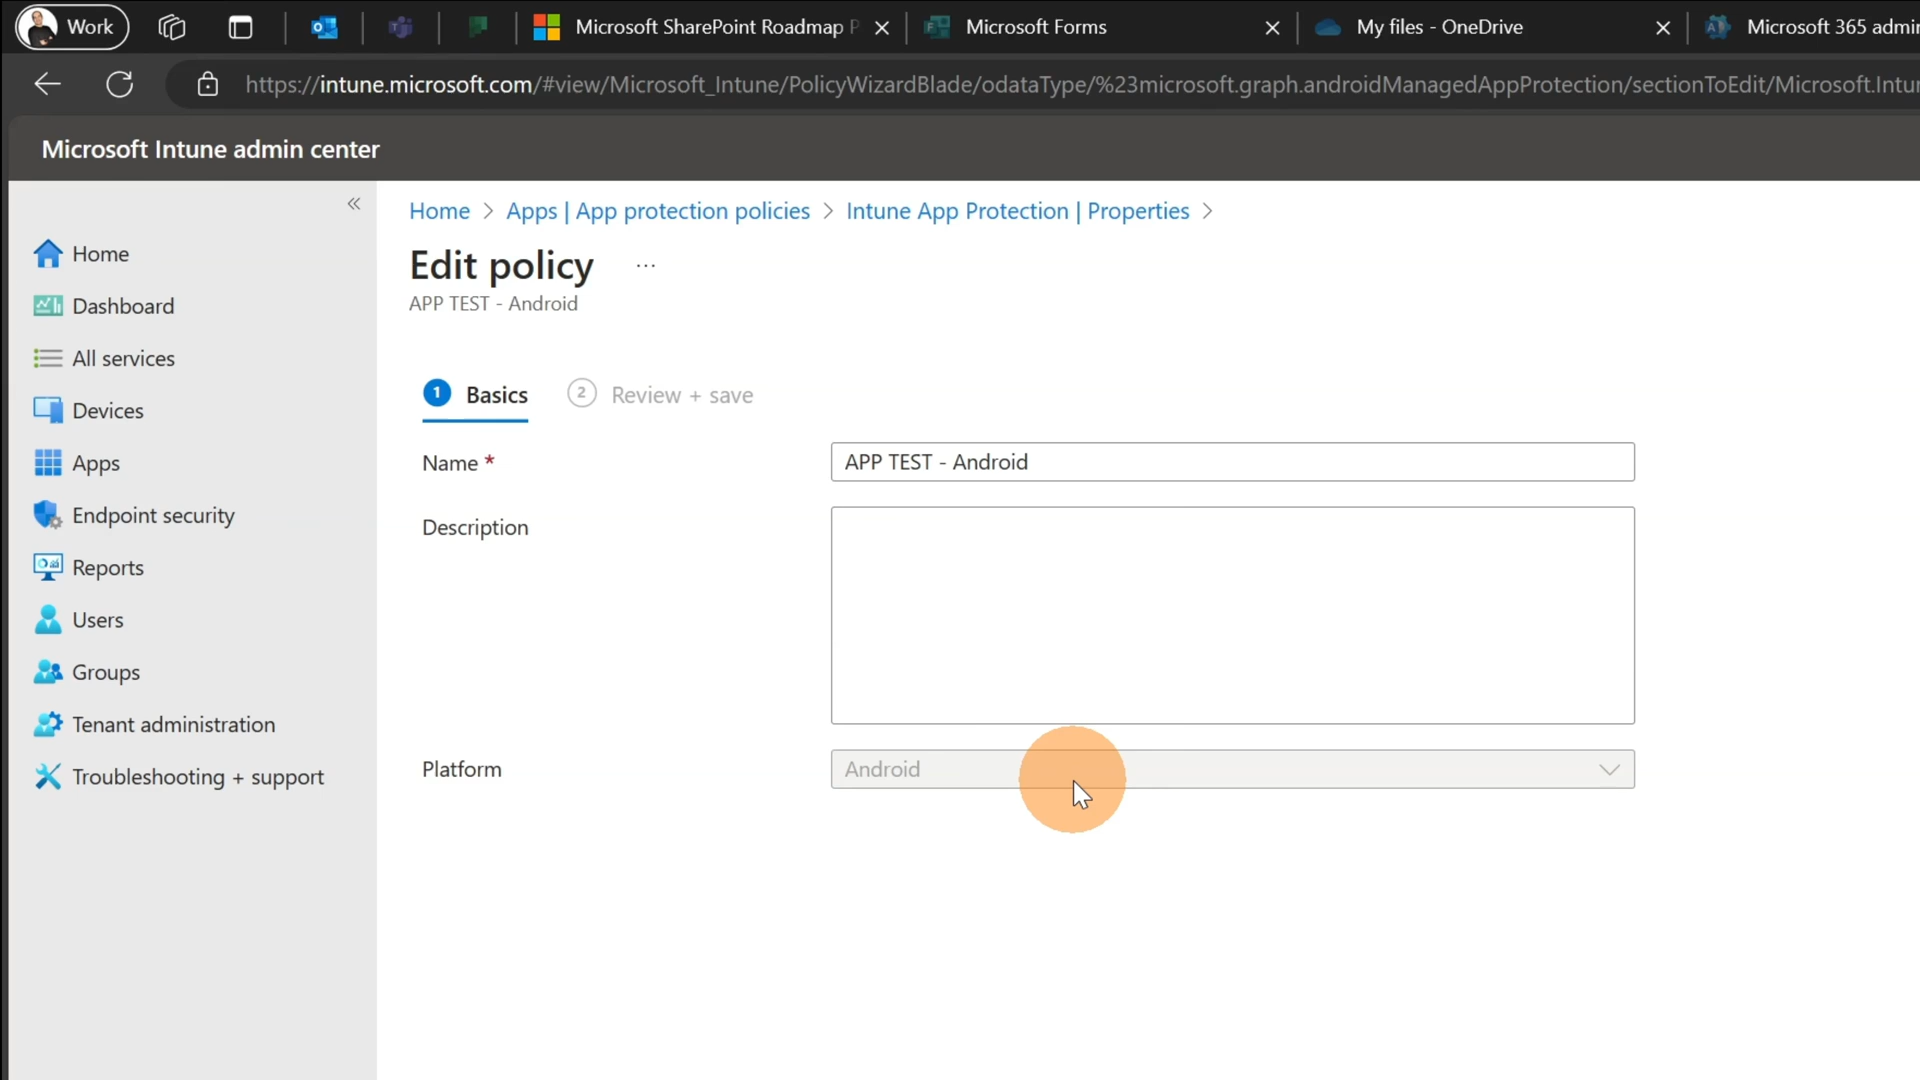 Work
Microsoft SharePoint Roadmap P
Microsoft Forms
My files - OneDrive
Microsoft 365 admin
https://intune.microsoft.com/#view/Microsoft_Intune/PolicyWizardBlade/odataType/%23microsoft.graph.androidManagedAppProtection/sectionToEdit/Microsoft.Intun
Microsoft Intune admin center
Home > Apps | App protection policies > Intune App Protection | Properties >
Edit policy ...
APP TEST - Android
Home
Dashboard
All services
Devices
Apps
Endpoint security
Reports
Users
Groups
Tenant administration
Troubleshooting + support
1 Basics
2 Review + save
Name *
APP TEST - Android
Description
Platform
Android